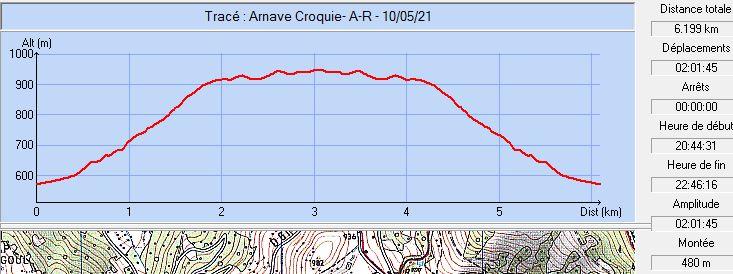 Tracé : Arnave Croquie- A-R - 10/05/21
Alt (m)
1000
900
800
700
600
0
1
2
3
4
5
Dist (km)
Distance totale
6.199 km
Déplacements
02:01:45
Arrêts
00:00:00
Heure de début
20:44:31
Heure de fin
22:46:16
Amplitude
02:01:45
Montée
480 m
936
902